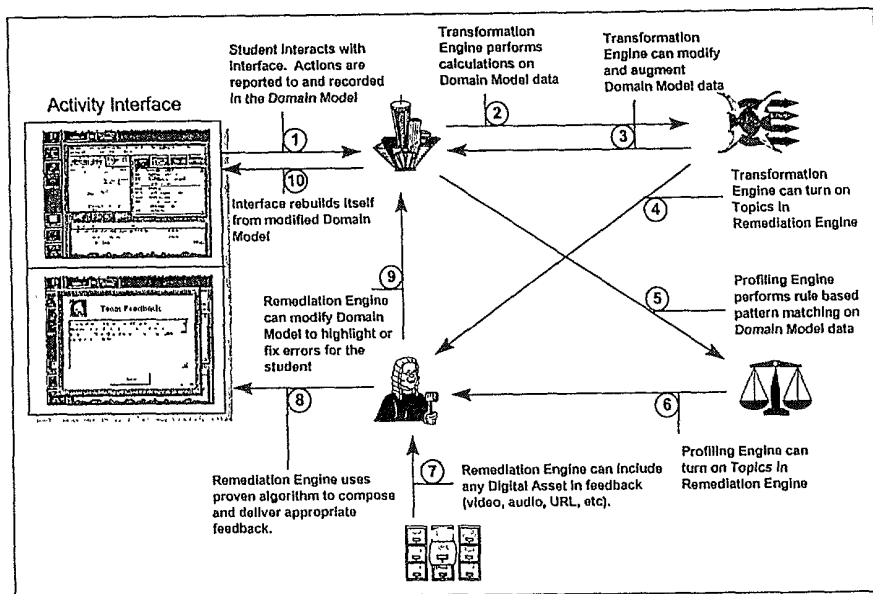 Student Interacts with
Interface. Actions are
reported to and recorded
in the Domain Model
Transformation
Engine performs
calculations on
Domain Model data
Transformation
Engine can modify
and augment
Domain Model data
Activity Interface
1
2
3
10
Interface rebuilds itself
from modified Domain
Model
4
Transformation
Engine can turn on
Topics in
Remediation Engine
9
Remediation Engine
can modify Domain
Model to highlight or
fix errors for the
student
5
Profiling Engine
performs rule based
pattern matching on
Domain Model data
Team Feedback
8
6
Remediation Engine uses
proven algorithm to compose
and deliver appropriate
feedback.
7
Remediation Engine can include
any Digital Asset in feedback
(video, audio, URL, etc).
Profiling Engine can
turn on Topics in
Remediation Engine